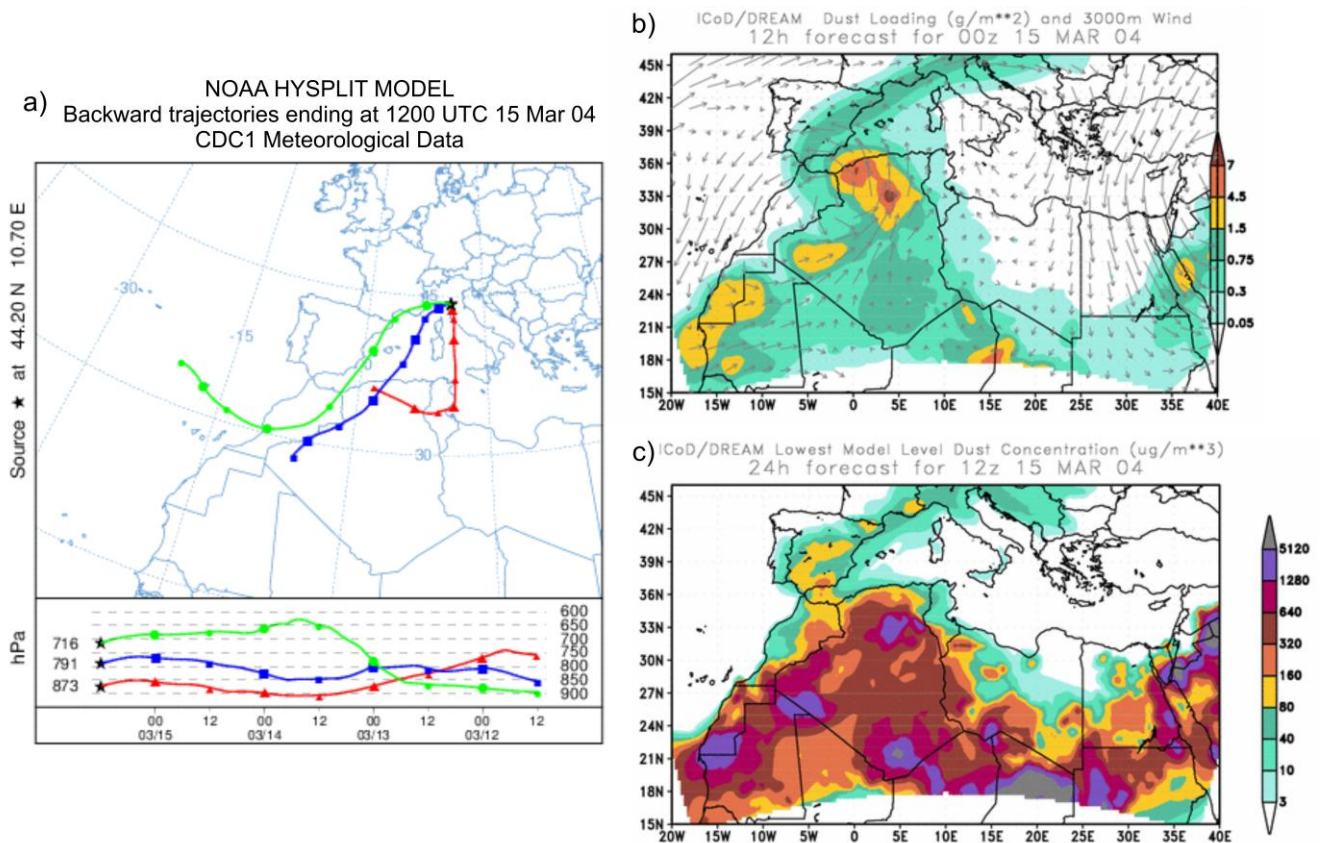 a)
NOAA HYSPLIT MODEL
Backward trajectories ending at 1200 UTC 15 Mar 04
CDC1 Meteorological Data
Source ★ at 44.20 N 10.70 E
-30
-15
0
30
hPa
716
791
873
600
650
700
750
800
850
900
00 12 00 12 00 12 00 12
03/15 03/14 03/13 03/12
b)
ICoD/DREAM Dust Loading (g/m**2) and 3000m Wind
12h forecast for 00z 15 MAR 04
45N
42N
39N
36N
33N
30N
27N
24N
21N
18N
15N
20W 15W 10W 5W 0 5E 10E 15E 20E 25E 30E 35E 40E
7
4.5
1.5
0.75
0.3
0.05
c)
ICoD/DREAM Lowest Model Level Dust Concentration (ug/m**3)
24h forecast for 12z 15 MAR 04
45N
42N
39N
36N
33N
30N
27N
24N
21N
18N
15N
20W 15W 10W 5W 0 5E 10E 15E 20E 25E 30E 35E 40E
5120
1280
640
320
160
80
40
10
3